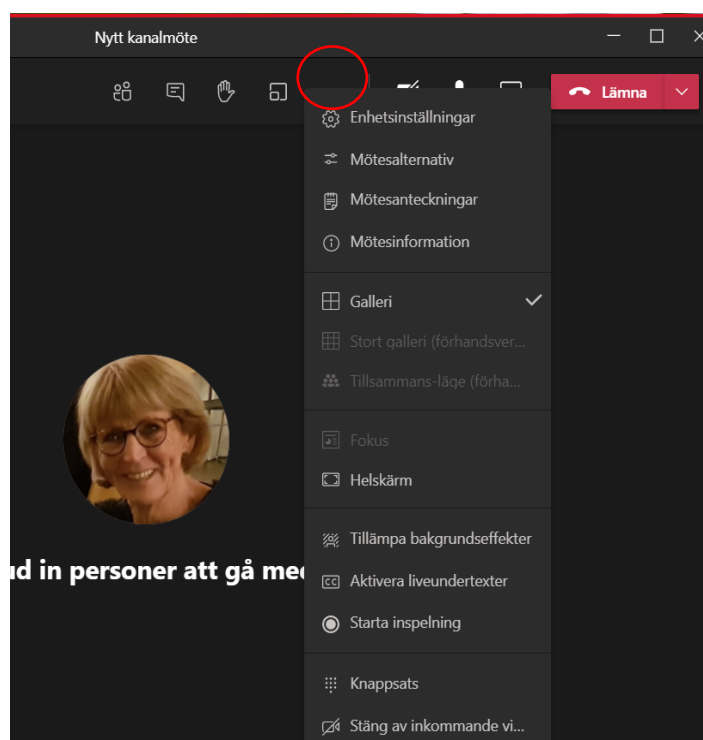 Nytt kanalmöte
Lämna
Enhetsinställningar
Mötesalternativ
Mötesanteckningar
Mötesinformation
Galleri
Stort galleri (förhandsver...
Tillsammans-läge (förha...
Fokus
Helskärm
Tillämpa bakgrundseffekter
ud in personer att gå med
CC Aktivera liveundertexter
Starta inspelning
Knappsats
Stäng av inkommande vi...